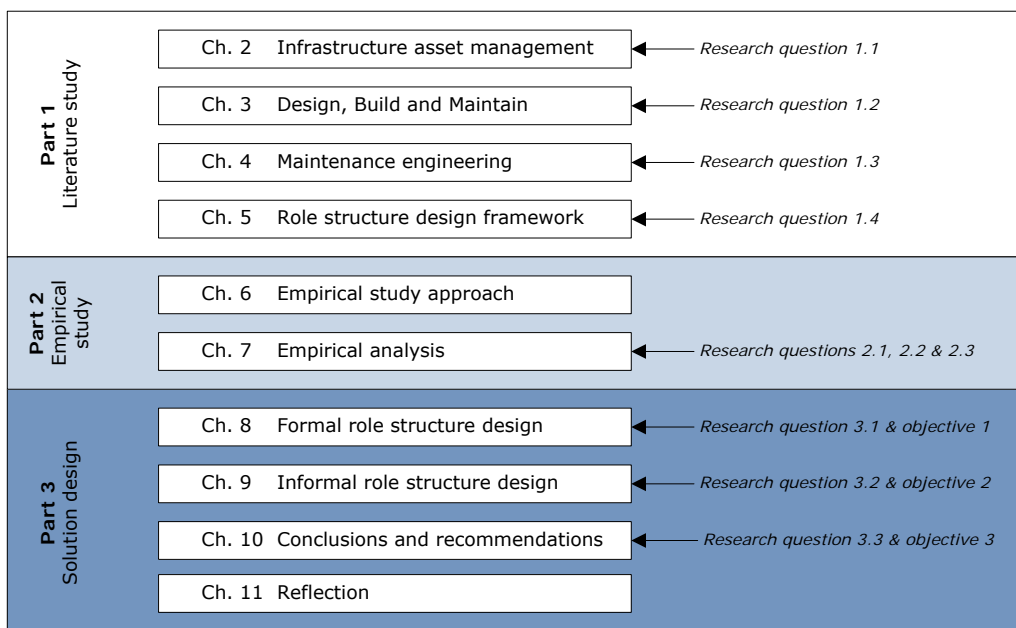 Part 1
Literature study
Ch. 2 Infrastructure asset management
Research question 1.1
Ch. 3 Design, Build and Maintain
Research question 1.2
Ch. 4 Maintenance engineering
Research question 1.3
Ch. 5 Role structure design framework
Research question 1.4
Part 2
Empirical
study
Ch. 6 Empirical study approach
Ch. 7 Empirical analysis
Research questions 2.1, 2.2 & 2.3
Part 3
Solution design
Ch. 8 Formal role structure design
Research question 3.1 & objective 1
Ch. 9 Informal role structure design
Research question 3.2 & objective 2
Ch. 10 Conclusions and recommendations
Research question 3.3 & objective 3
Ch. 11 Reflection